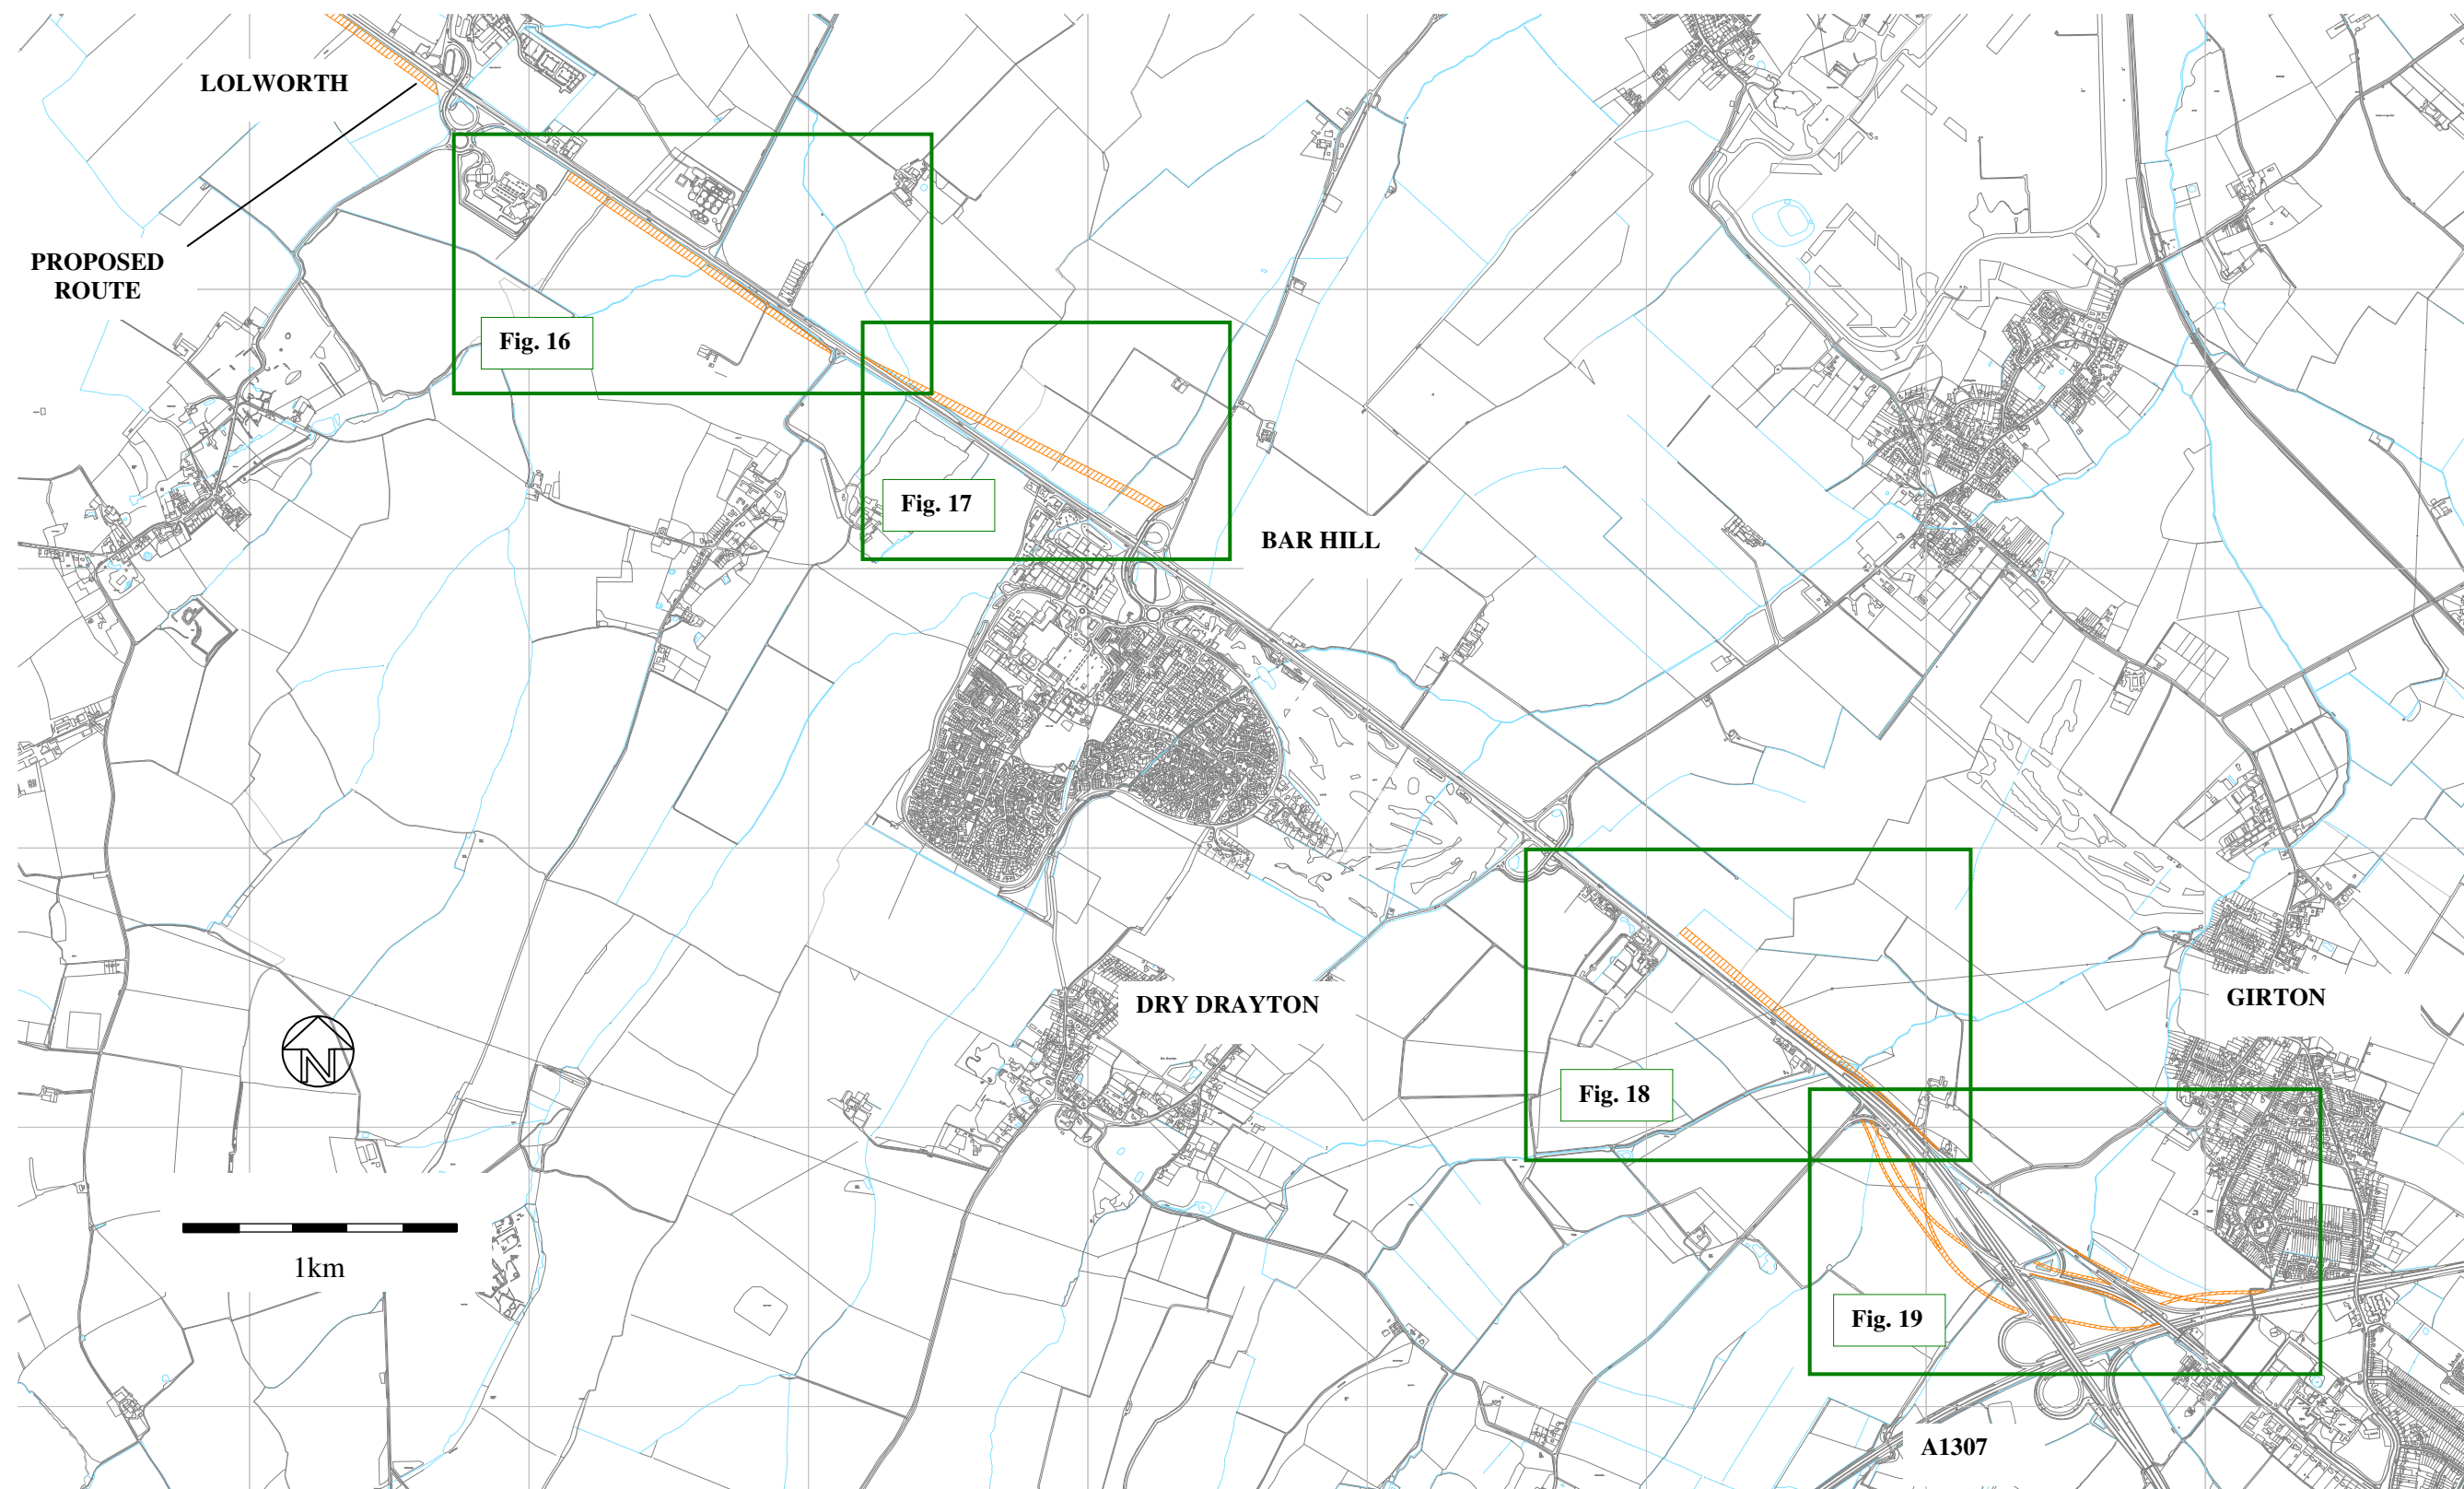 LOLWORTH
PROPOSED
ROUTE
Fig. 16
Fig. 17
BAR HILL
DRY DRAYTON
GIRTON
Fig. 18
N
1km
Fig. 19
A1307